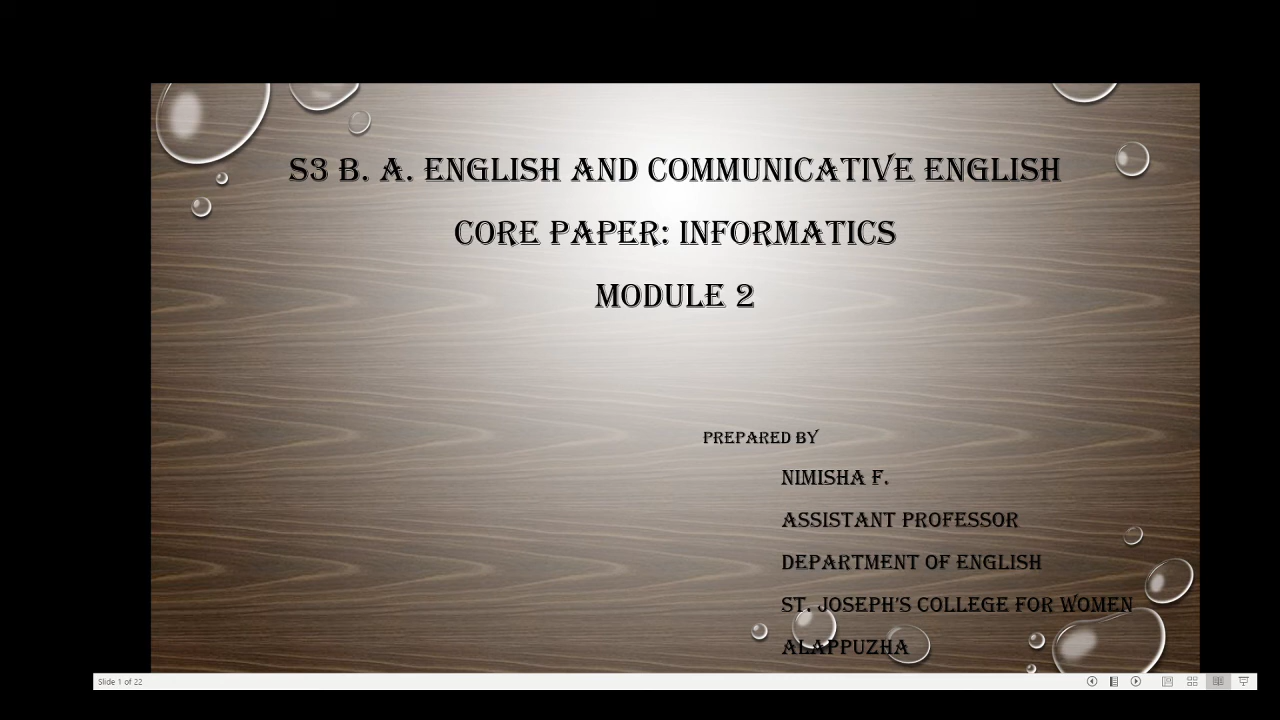 S3 B. A. ENGLISH AND COMMUNICATIVE ENGLISH
CORE PAPER: INFORMATICS
MODULE 2
PREPARED BY
NIMISHA F.
ASSISTANT PROFESSOR
DEPARTMENT OF ENGLISH
ST. JOSEPH'S COLLEGE FOR WOMEN
ALAPPUZHA
Slide 1 of 22